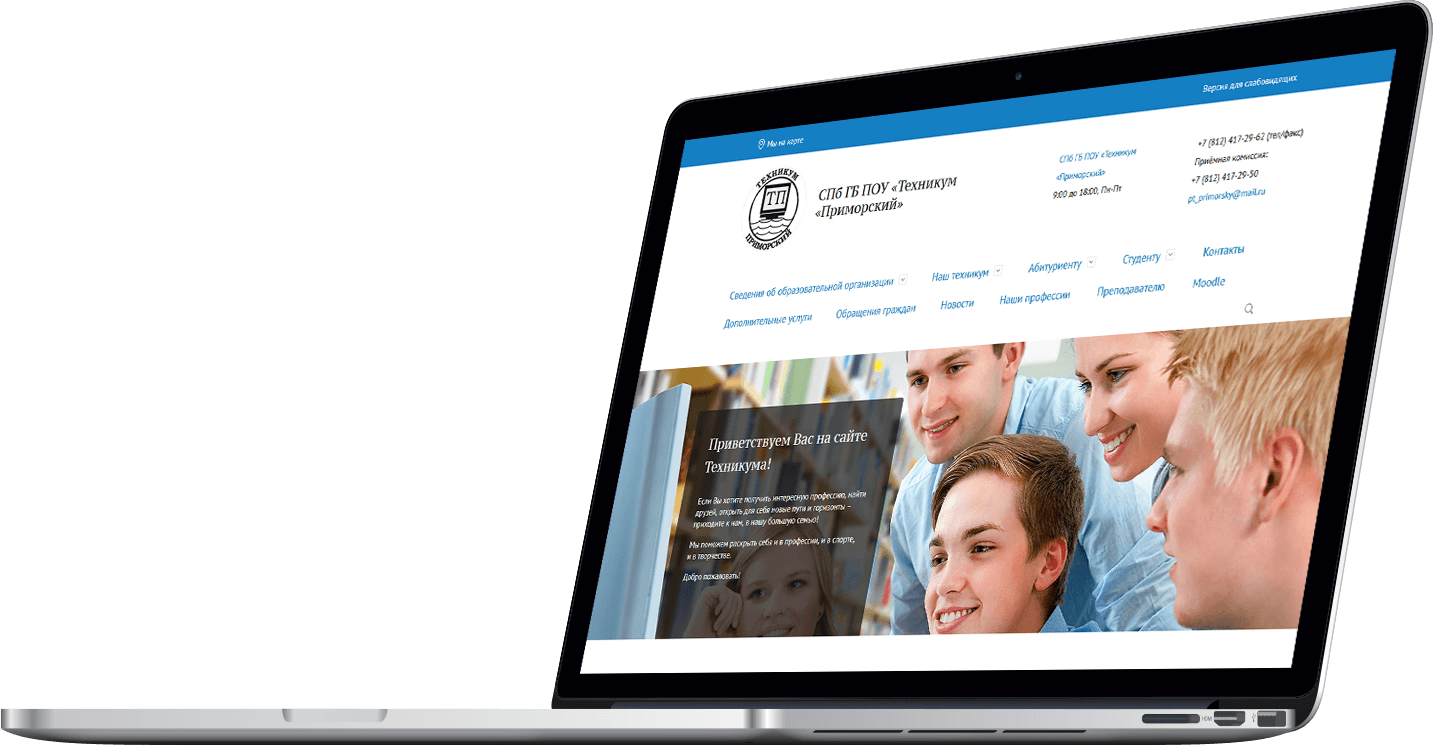 Версия для слабовидящих
Мы на карте
ТЕХНИКУМ
ТП
ПРИМОРСКИЙ
СПб ГБ ПОУ «Техникум
«Приморский»
СПб ГБ ПОУ «Техникум
«Приморский»
9:00 до 18:00, Пн-Пт
+7 (812) 417-29-62 (тел/факс)
Приёмная комиссия:
+7 (812) 417-29-50
pt_primorsky@mail.ru
Сведения об образовательной организации Наш техникум Абитуриенту Студенту Контакты
Дополнительные услуги Обращения граждан Новости Наши профессии Преподавателю Moodle
Приветствуем Вас на сайте
Техникума!
Если Вы хотите получить интересную профессию, найти
друзей, открыть для себя новые пути и горизонты –
приходите к нам, в нашу большую семью!
Мы поможем раскрыть себя и в профессии, и в спорте,
и в творчестве.
Добро пожаловать!
HDMI